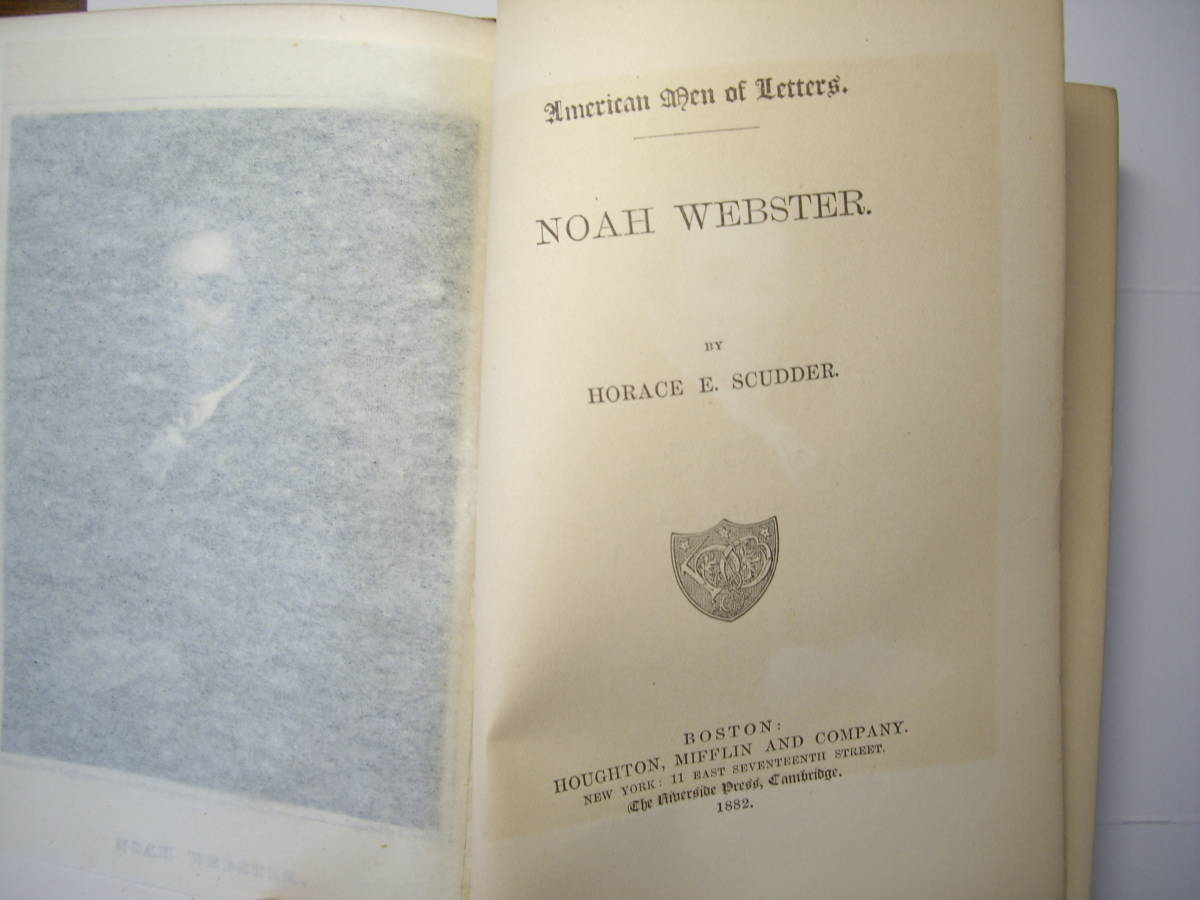 American Men of Letters.
NOAH WEBSTER.
BY
HORACE E. SCUDDER.
BOSTON:
HOUGHTON, MIFFLIN AND COMPANY.
NEW YORK: 11 EAST SEVENTEENTH STREET.
The Riverside Press, Cambridge.
1882.